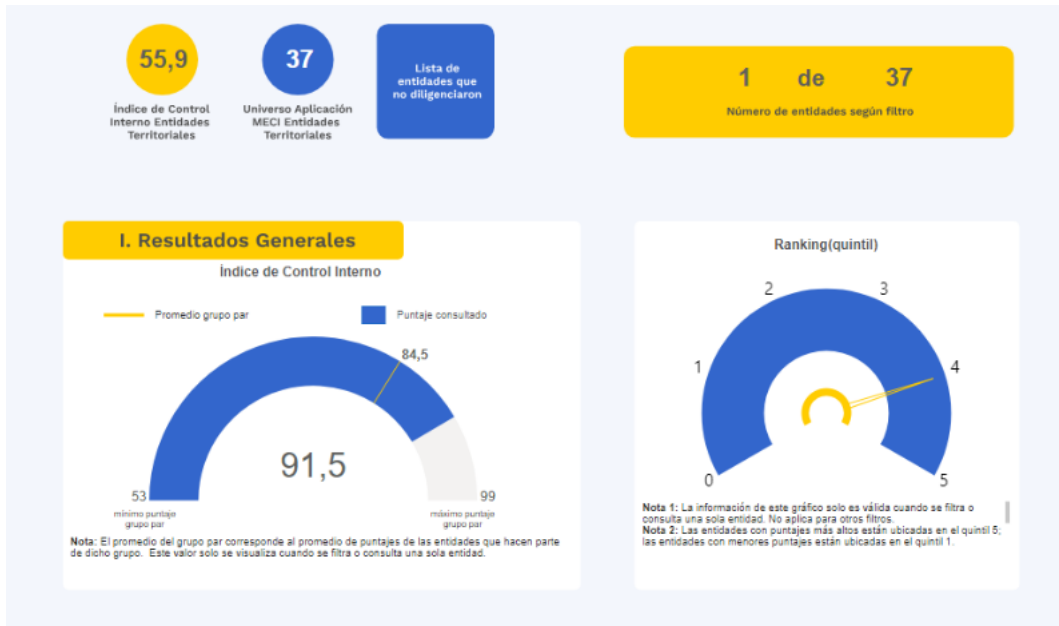 55,9
Índice de Control
Interno Entidades
Territoriales
37
Universo Aplicación
MECI Entidades
Territoriales
Lista de
entidades que
no diligenciaron
1 de 37
Número de entidades según filtro
I. Resultados Generales
Índice de Control Interno
Promedio grupo par
Puntaje consultado
84,5
91,5
53
mínimo puntaje
grupo par
99
máximo puntaje
grupo par
Nota: El promedio del grupo par corresponde al promedio de puntajes de las entidades que hacen parte
de dicho grupo. Este valor solo se visualiza cuando se filtra o consulta una sola entidad.
Ranking(quintil)
0
1
2
3
4
5
Nota 1: La información de este gráfico solo es válida cuando se filtra o
consulta una sola entidad. No aplica para otros filtros.
Nota 2: Las entidades con puntajes más altos están ubicadas en el quintil 5;
las entidades con menores puntajes están ubicadas en el quintil 1.